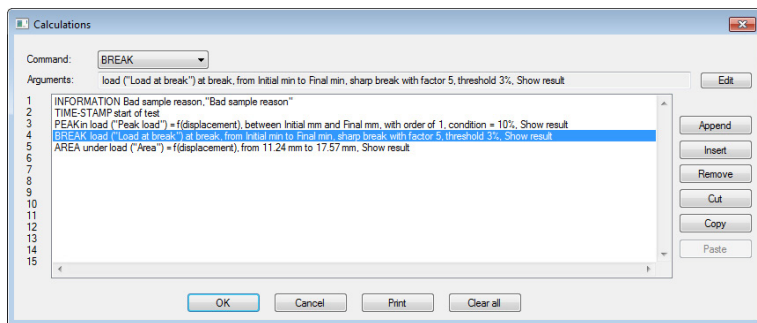 Calculations
Command: BREAK
Arguments: load ("Load at break") at break, from Initial min to Final min, sharp break with factor 5, threshold 3%, Show result Edit
1 INFORMATION Bad sample reason,"Bad sample reason"
2 TIME-STAMP start of test
3 PEAK in load ("Peak load") = f(displacement), between Initial mm and Final mm, with order of 1, condition = 10%, Show result
4 BREAK load ("Load at break") at break, from Initial min to Final min, sharp break with factor 5, threshold 3%, Show result
5 AREA under load ("Area") = f(displacement), from 11.24 mm to 17.57 mm, Show result
6
7
8
9
10
11
12
13
14
15
Append
Insert
Remove
Cut
Copy
Paste
OK Cancel Print Clear all